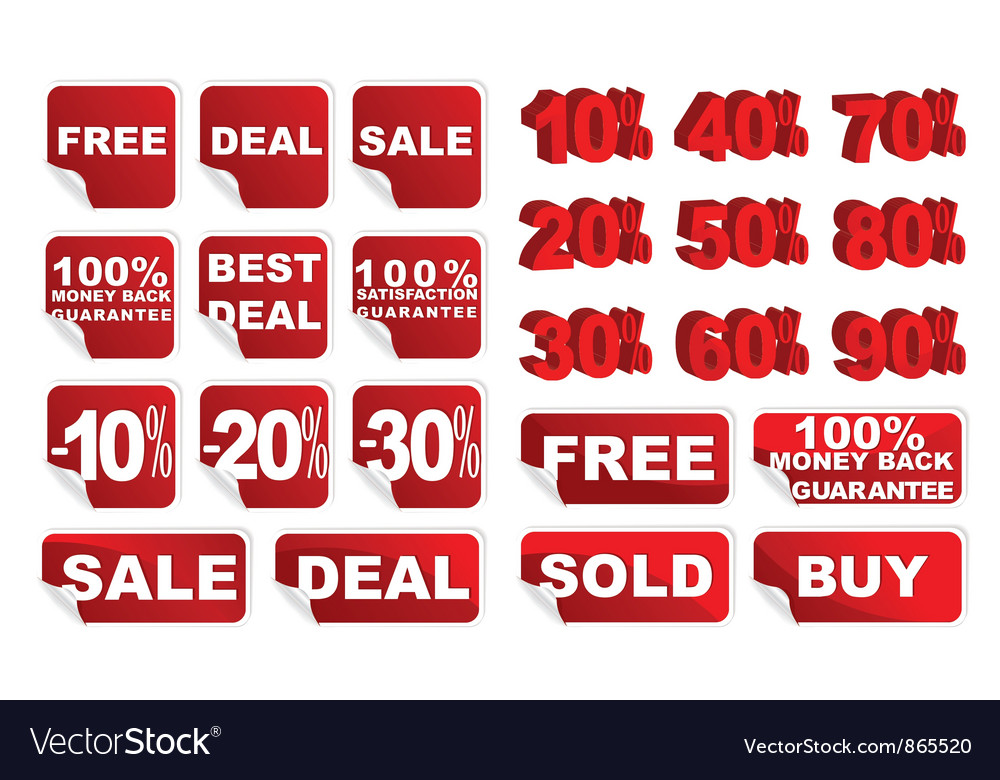 FREE
DEAL
SALE
100%
MONEY BACK
GUARANTEE
BEST
DEAL
100%
SATISFACTION
GUARANTEE
-10%
-20%
-30%
SALE
DEAL
10%
40%
70%
20%
50%
80%
30%
60%
90%
FREE
100%
MONEY BACK
GUARANTEE
SOLD
BUY
VectorStock®
VectorStock.com/865520